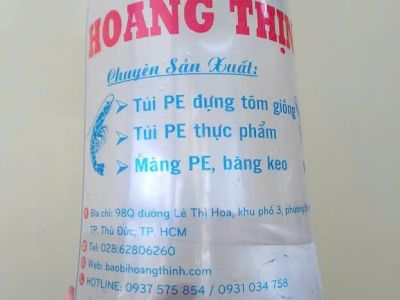 HOÀNG THỊN
Chuyên Sản Xuất:
Túi PE đựng tôm giống
Túi PE thực phẩm
Màng PE, băng keo
Địa chỉ: 98Q đường Lê Thị Hoa, khu phố 3, phường
TP. Thủ Đức, TP. HCM
Tel: 028.62806260
Web: baobihoangthinh.com
HOTLINE: 0937 575 854 / 0931 034 758